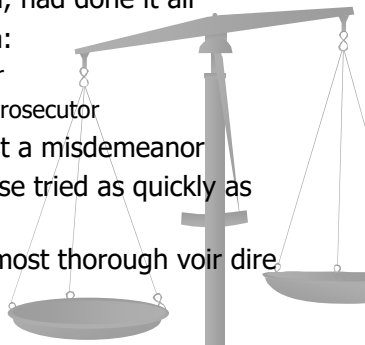 , had done it all
:
r
rosecutor
t a misdemeanor
se tried as quickly as
most thorough voir dire